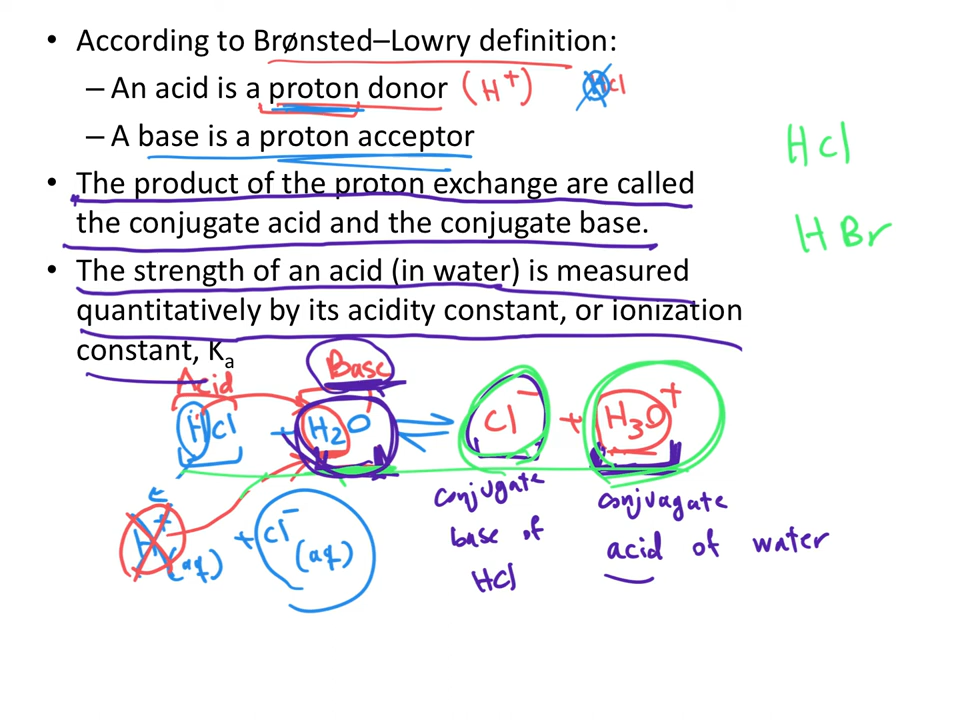 • According to Brønsted–Lowry definition:
– An acid is a proton donor (H⁺) HCl
– A base is a proton acceptor
HCl
• The product of the proton exchange are called
the conjugate acid and the conjugate base.
HBr
• The strength of an acid (in water) is measured
quantitatively by its acidity constant, or ionization
constant, Kₐ
Acid Base
HCl + H₂O ⇌ Cl⁻ + H₃O⁺
H⁺(aq) + Cl⁻(aq)
conjugate
base of
HCl
conjuagate
acid of water